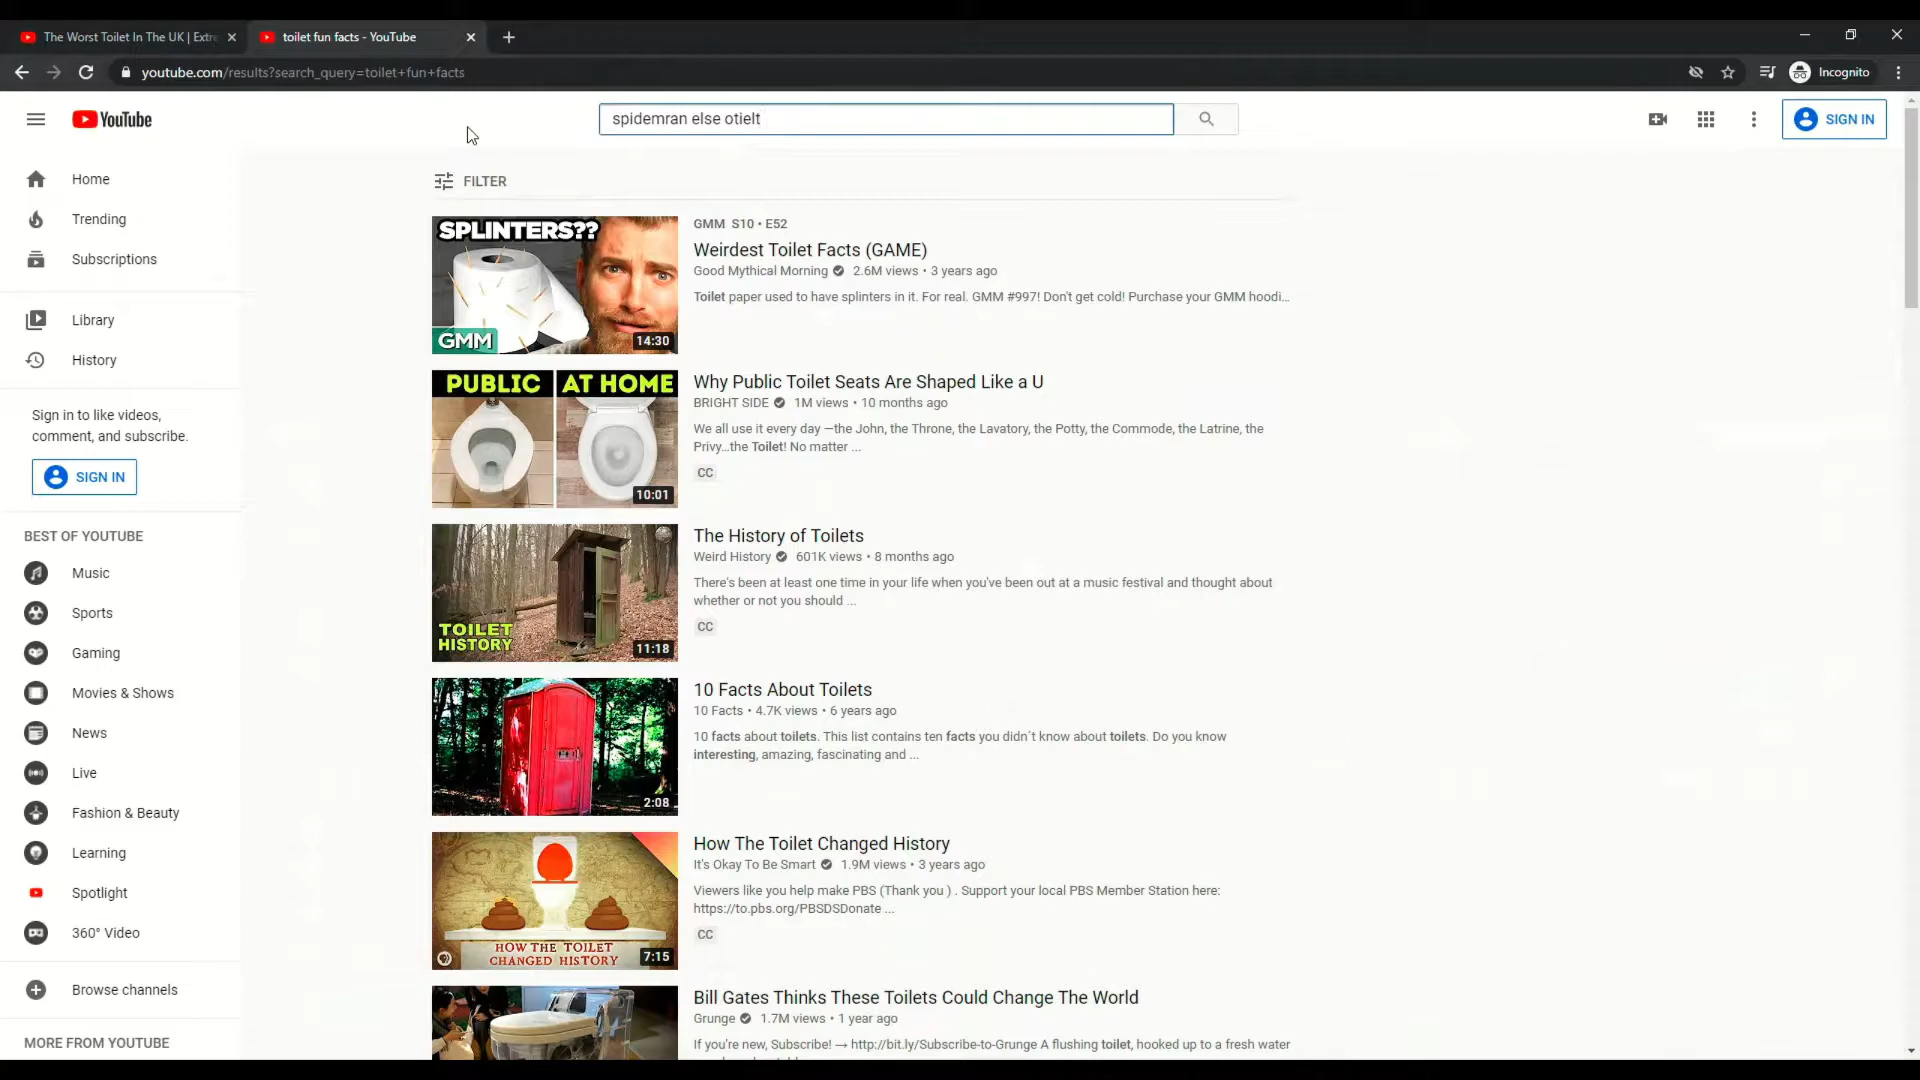 The Worst Toilet In The UK | Extre
toilet fun facts - YouTube
youtube.com/results?search_query=toilet+fun+facts
Incognito
YouTube
spidemran else otielt
SIGN IN
Home
Trending
Subscriptions
Library
History
Sign in to like videos,
comment, and subscribe.
SIGN IN
BEST OF YOUTUBE
Music
Sports
Gaming
Movies & Shows
News
Live
Fashion & Beauty
Learning
Spotlight
360° Video
Browse channels
MORE FROM YOUTUBE
FILTER
SPLINTERS??
GMM
14:30
GMM S10 • E52
Weirdest Toilet Facts (GAME)
Good Mythical Morning 2.6M views • 3 years ago
Toilet paper used to have splinters in it. For real. GMM #997! Don't get cold! Purchase your GMM hoodi...
PUBLIC AT HOME
10:01
Why Public Toilet Seats Are Shaped Like a U
BRIGHT SIDE 1M views • 10 months ago
We all use it every day —the John, the Throne, the Lavatory, the Potty, the Commode, the Latrine, the
Privy...the Toilet! No matter ...
CC
TOILET
HISTORY
11:18
The History of Toilets
Weird History 601K views • 8 months ago
There's been at least one time in your life when you've been out at a music festival and thought about
whether or not you should ...
CC
2:08
10 Facts About Toilets
10 Facts • 4.7K views • 6 years ago
10 facts about toilets. This list contains ten facts you didn´t know about toilets. Do you know
interesting, amazing, fascinating and ...
HOW THE TOILET
CHANGED HISTORY
7:15
How The Toilet Changed History
It's Okay To Be Smart 1.9M views • 3 years ago
Viewers like you help make PBS (Thank you ) . Support your local PBS Member Station here:
https://to.pbs.org/PBSDSDonate ...
CC
Bill Gates Thinks These Toilets Could Change The World
Grunge 1.7M views • 1 year ago
If you're new, Subscribe! → http://bit.ly/Subscribe-to-Grunge A flushing toilet, hooked up to a fresh water